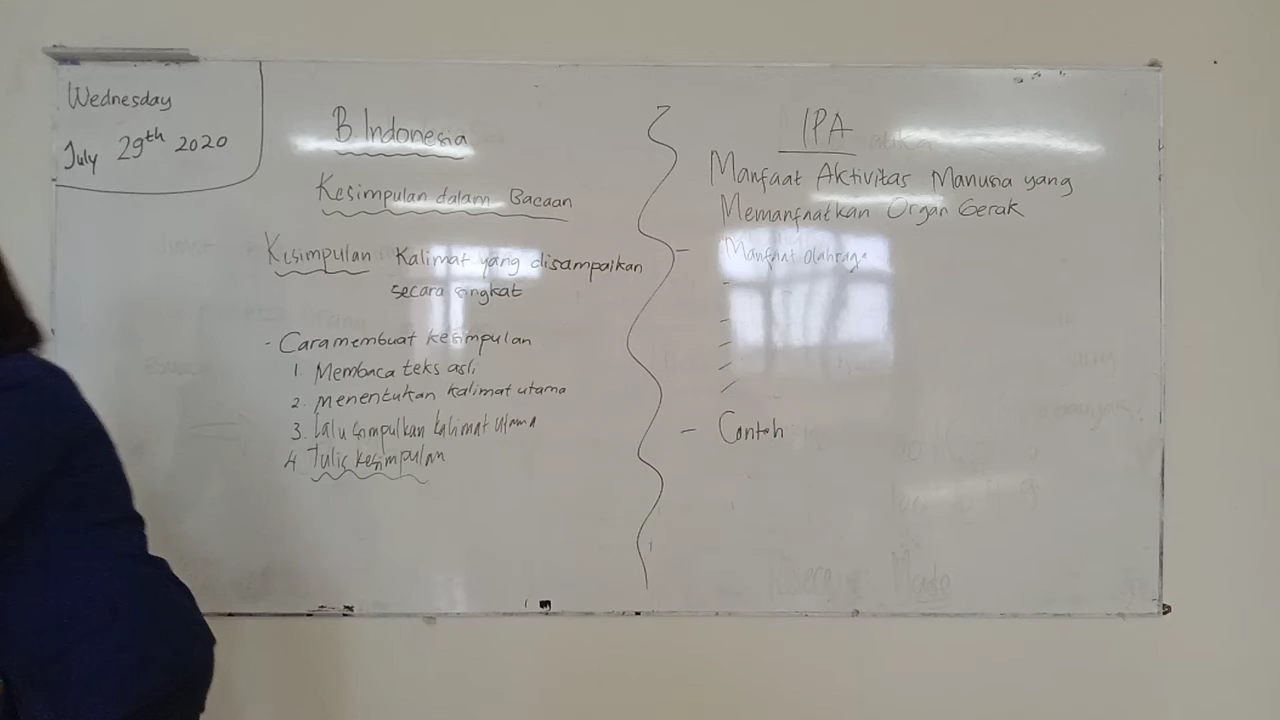 Wednesday
July 29th 2020
B. Indonesia
Kesimpulan dalam Bacaan
Kesimpulan Kalimat yang disampaikan
secara singkat
- Cara membuat kesimpulan
1. Membaca teks asli
2. Menentukan kalimat utama
3. Lalu simpulkan kalimat utama
4. Tulis kesimpulan
IPA
Manfaat Aktivitas Manusia yang
Memanfaatkan Organ Gerak
- Manfaat Olahraga
-
-
-
-
-
- Contoh